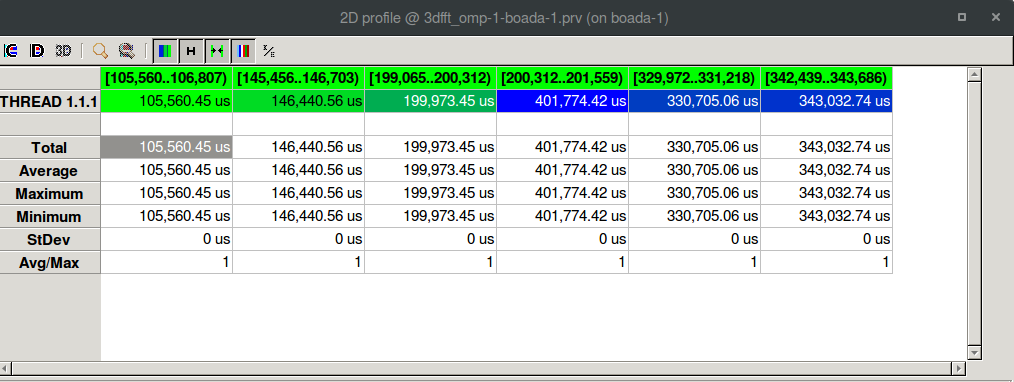 2D profile @ 3dfft_omp-1-boada-1.prv (on boada-1)
3D
[105,560..106,807) [145,456..146,703) [199,065..200,312) [200,312..201,559) [329,972..331,218) [342,439..343,686)
THREAD 1.1.1 105,560.45 us 146,440.56 us 199,973.45 us 401,774.42 us 330,705.06 us 343,032.74 us
Total 105,560.45 us 146,440.56 us 199,973.45 us 401,774.42 us 330,705.06 us 343,032.74 us
Average 105,560.45 us 146,440.56 us 199,973.45 us 401,774.42 us 330,705.06 us 343,032.74 us
Maximum 105,560.45 us 146,440.56 us 199,973.45 us 401,774.42 us 330,705.06 us 343,032.74 us
Minimum 105,560.45 us 146,440.56 us 199,973.45 us 401,774.42 us 330,705.06 us 343,032.74 us
StDev 0 us 0 us 0 us 0 us 0 us 0 us
Avg/Max 1 1 1 1 1 1